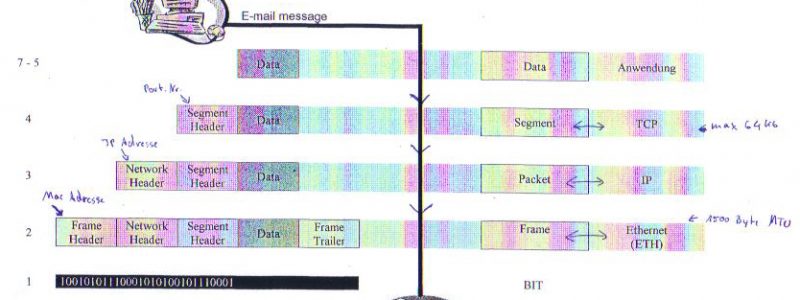 E-mail message
7 - 5 Data Data Anwendung
Port. Nr.
4 Segment Header Data Segment TCP max 64kb
IP Adresse
3 Network Header Segment Header Data Packet IP
Mac Adresse
2 Frame Header Network Header Segment Header Data Frame Trailer Frame Ethernet (ETH) 1500 Byte MTU
1 10010101110001010100101110001 BIT